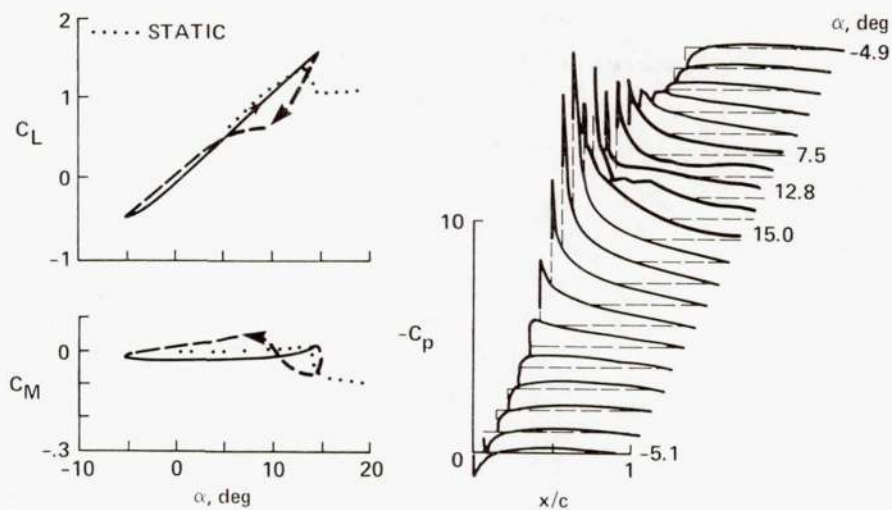 2
····· STATIC
1
C_L
0
-1
0
C_M
-.3
-10
0
10
20
α, deg
α, deg
-4.9
7.5
12.8
15.0
10
-C_p
0
-5.1
1
x/c